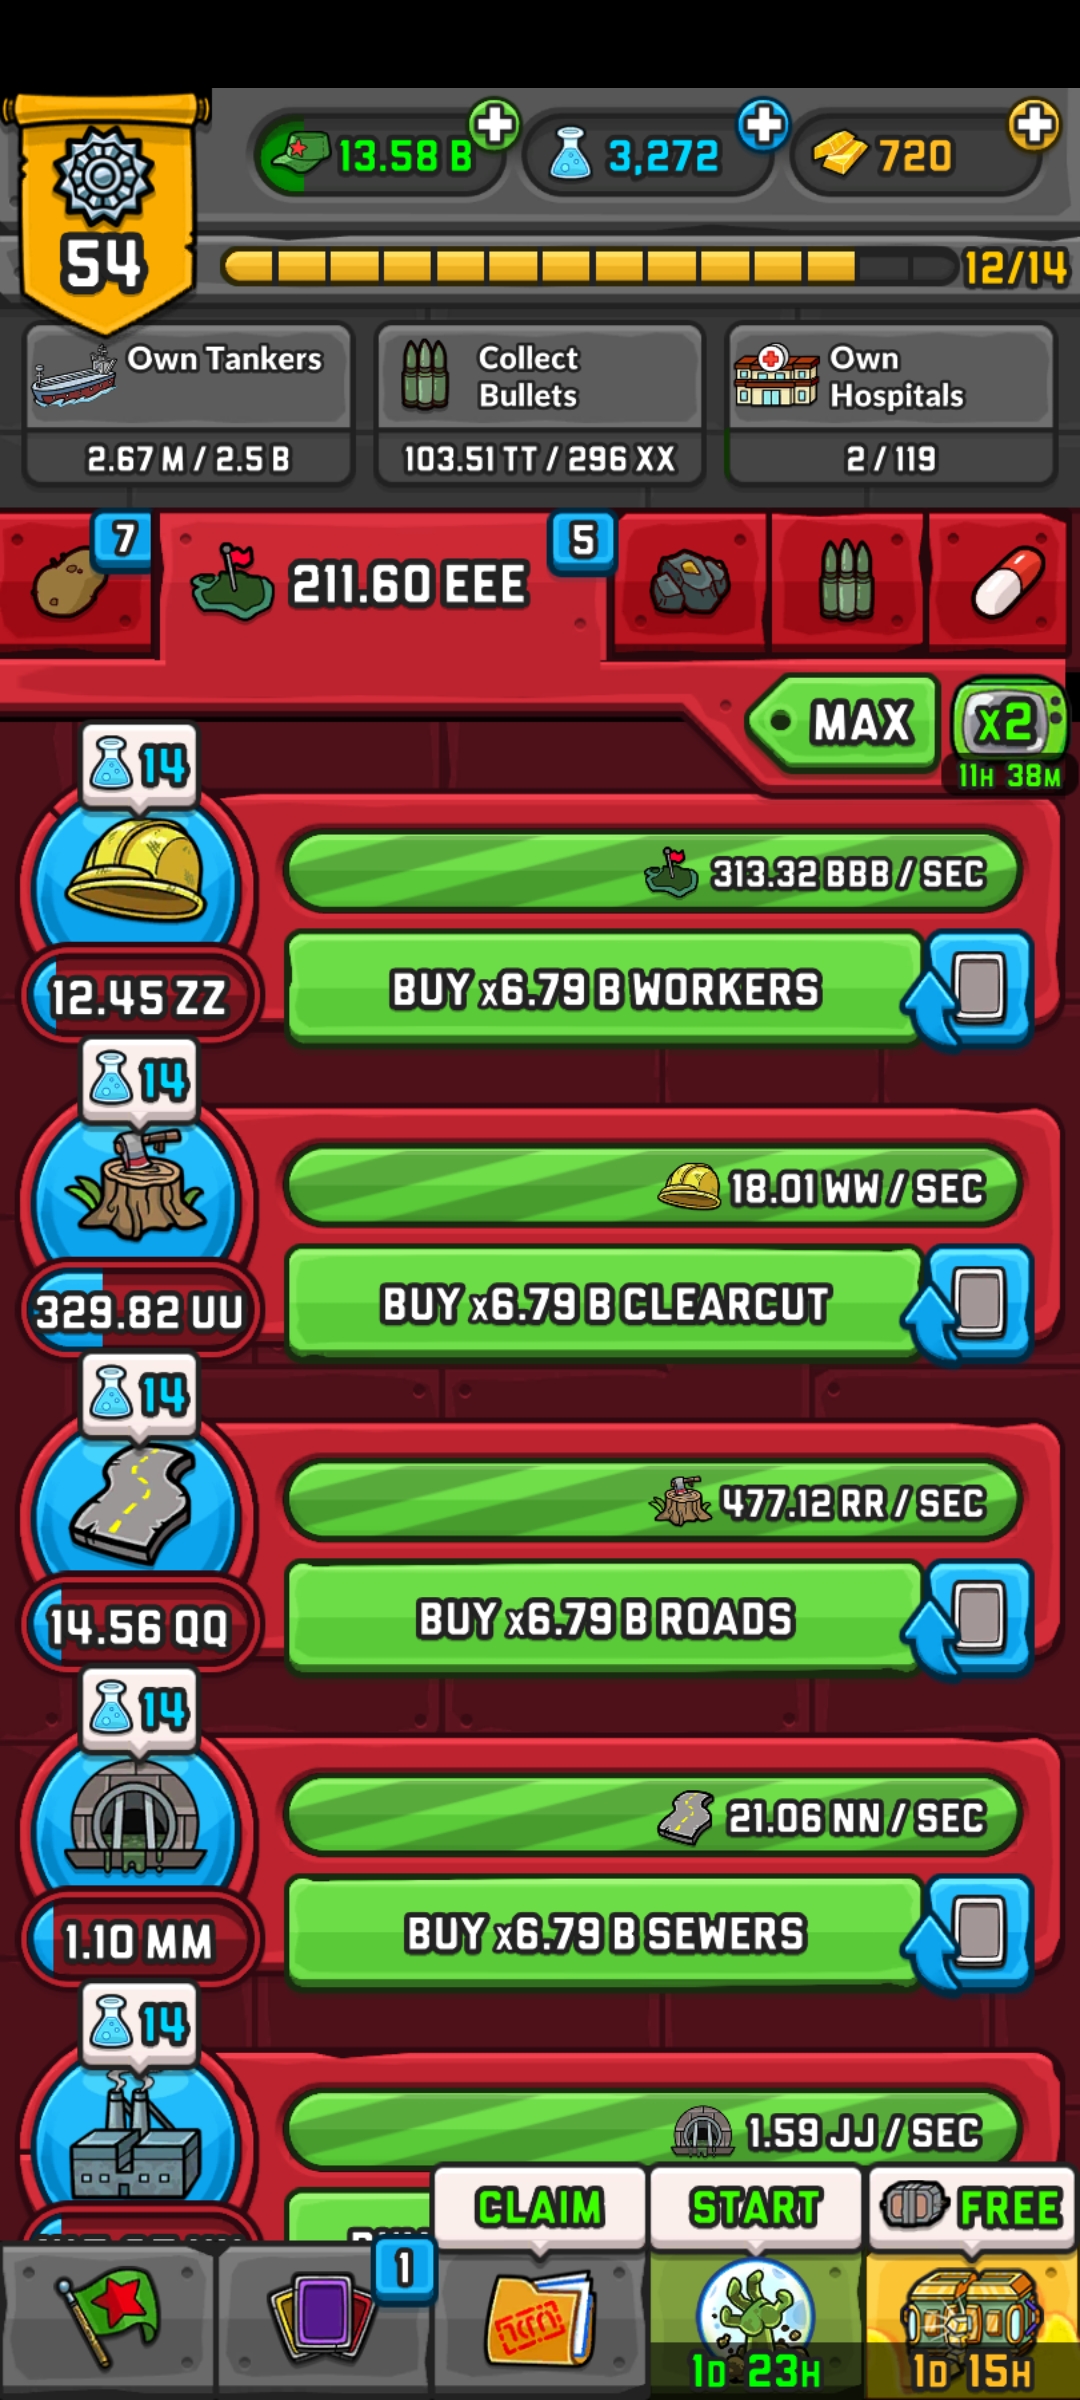 13.58 B
3,272
720
54
12/14
Own Tankers
2.67 M / 2.5 B
Collect
Bullets
103.51 TT / 296 XX
Own
Hospitals
2 / 119
7
211.60 EEE
5
MAX
x2
11H 38M
14
313.32 BBB / SEC
12.45 ZZ
BUY x6.79 B WORKERS
14
18.01 WW / SEC
329.82 UU
BUY x6.79 B CLEARCUT
14
477.12 RR / SEC
14.56 QQ
BUY x6.79 B ROADS
14
21.06 NN / SEC
1.10 MM
BUY x6.79 B SEWERS
14
1.59 JJ / SEC
CLAIM
START
FREE
1
1D 23H
1D 15H